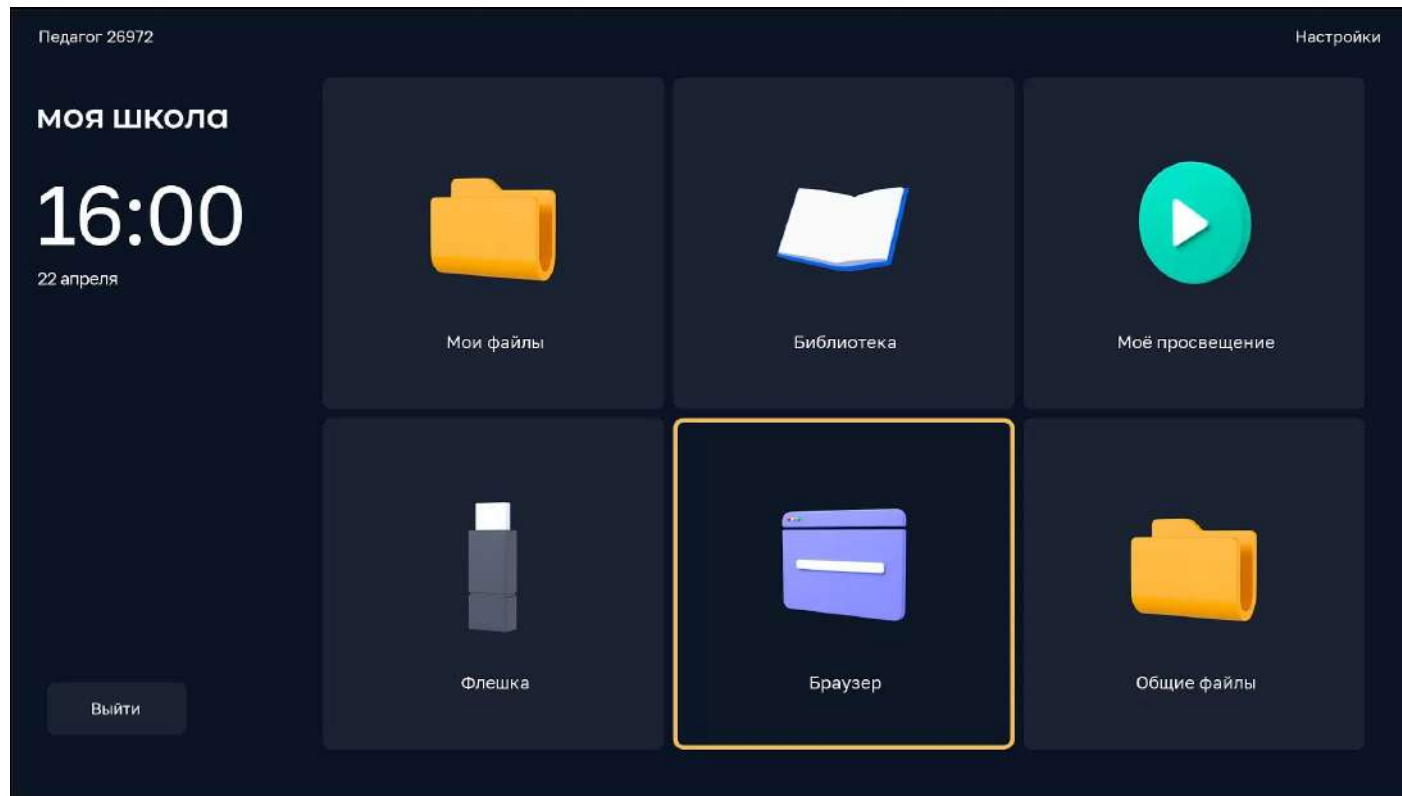 Педагог 26972
Настройки
моя школа
16:00
22 апреля
Мои файлы
Библиотека
Моё просвещение
Флешка
Браузер
Общие файлы
Выйти